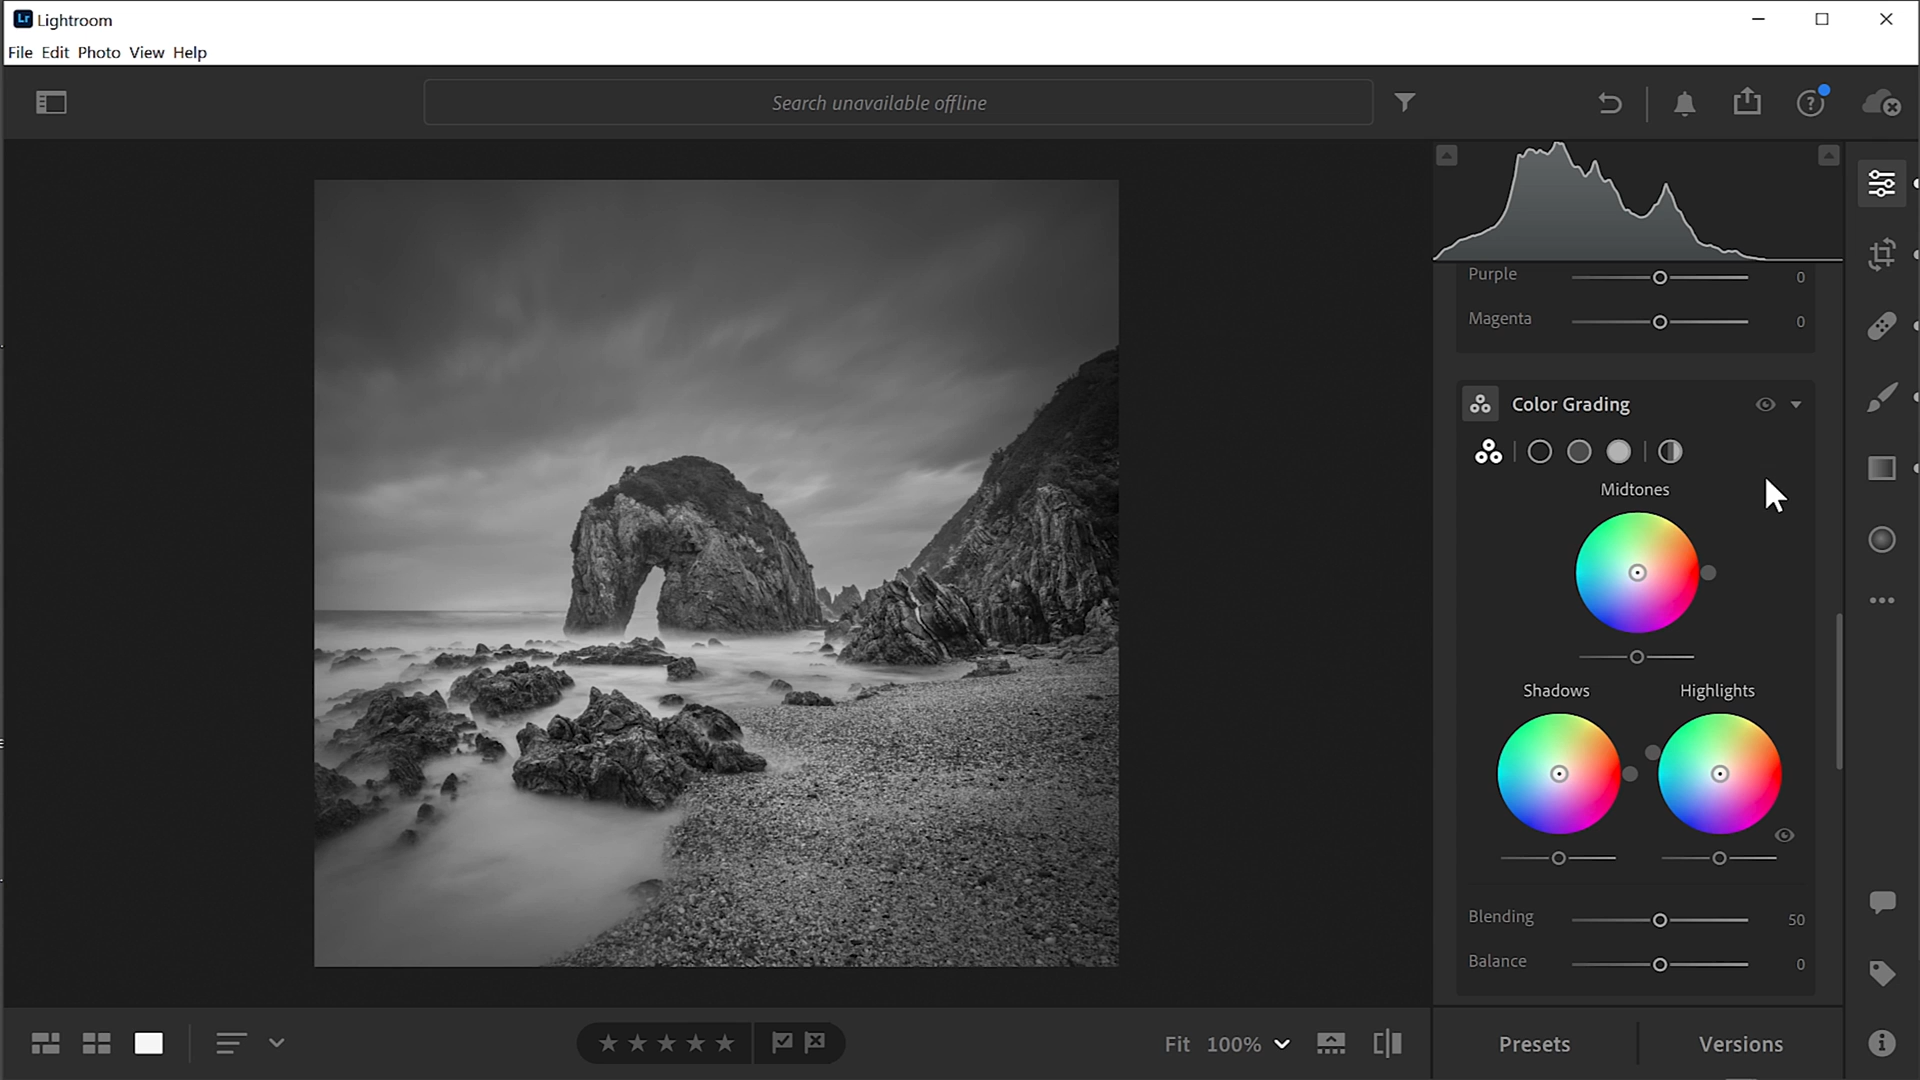 Lr Lightroom
File Edit Photo View Help
Search unavailable offline
Purple 0
Magenta 0
Color Grading
Midtones
Shadows Highlights
Blending 50
Balance 0
Fit 100% Presets Versions